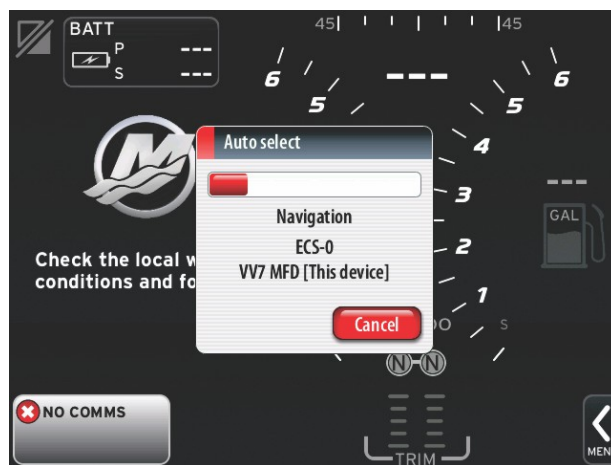 BATT
P ---
S ---
45 45
6 6
---
5 5
4
Auto select
3
---
Navigation
GAL
ECS-0
2
Check the local w
VV7 MFD [This device]
conditions and fo
1
Cancel
OO S
N N
NO COMMS
MEN
TRIM